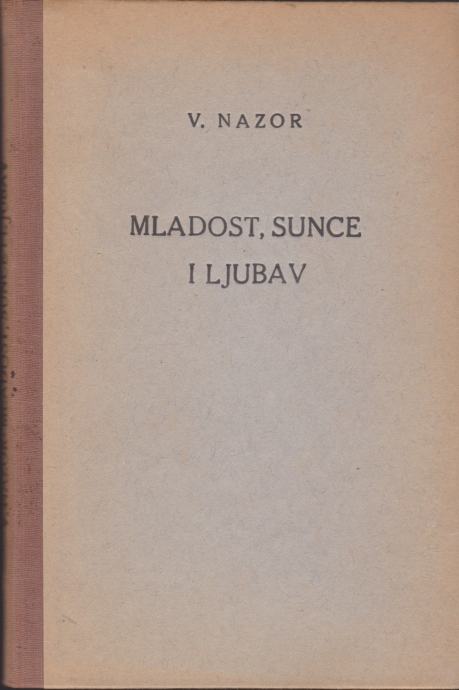 V. NAZOR
MLADOST, SUNCE
I LJUBAV